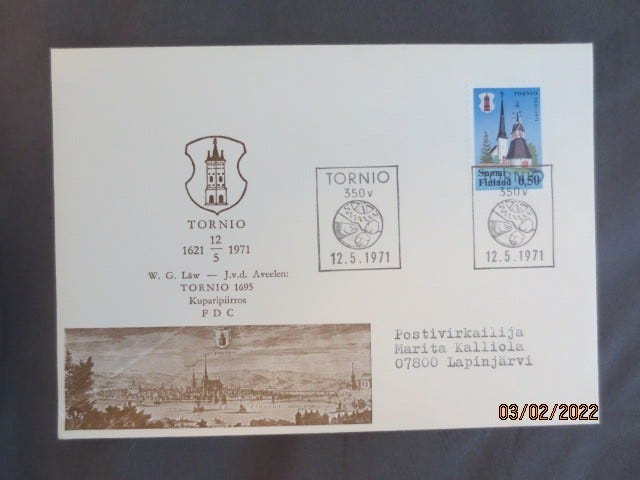 TORNIO
12
1621 — 1971
5
W. G. Läw — J.v.d. Aveelen:
TORNIO 1695
Kuparipiirros
F D C
TORNIO
350 v
12.5.1971
TORNIO
Suomi
Finland 0,50
TORNIO
350 v
12.5.1971
Postivirkailija
Marita Kalliola
07800 Lapinjärvi
03/02/2022